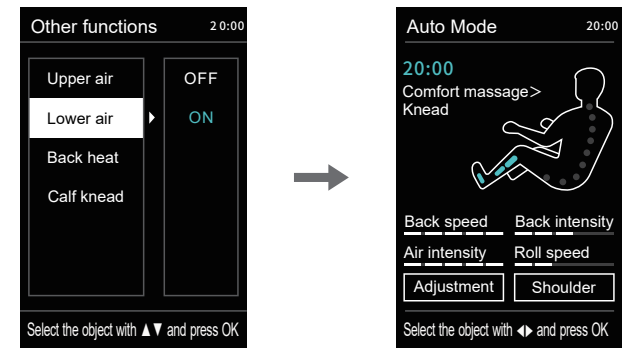 Other functions 20:00
Upper air OFF
Lower air ON
Back heat
Calf knead
Select the object with ▲▼ and press OK
Auto Mode 20:00
20:00
Comfort massage>
Knead
Back speed Back intensity
Air intensity Roll speed
Adjustment Shoulder
Select the object with ◀▶ and press OK